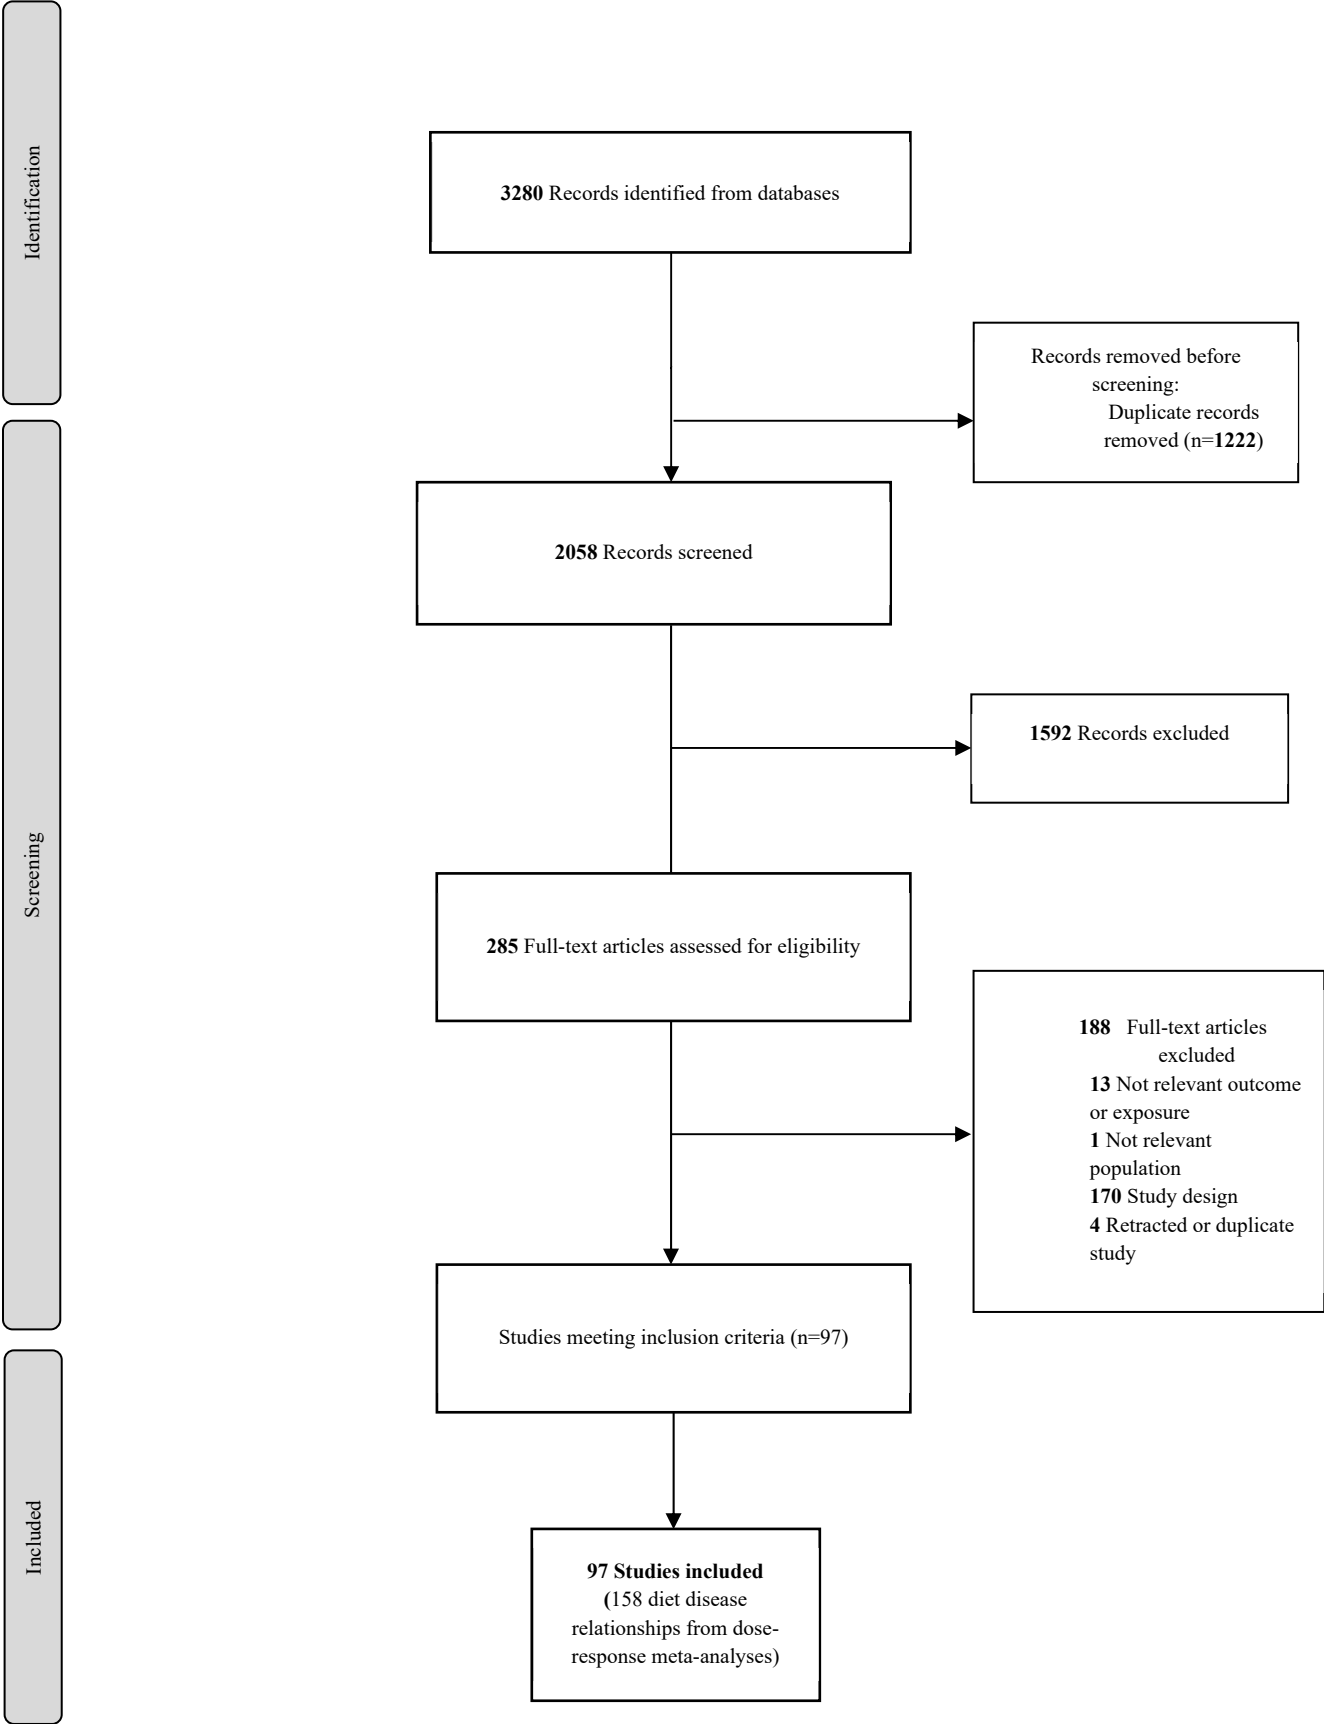 Identification
3280 Records identified from databases
Records removed before
screening:
Duplicate records
removed (n=1222)
Screening
2058 Records screened
1592 Records excluded
285 Full-text articles assessed for eligibility
188 Full-text articles
excluded
13 Not relevant outcome
or exposure
1 Not relevant
population
170 Study design
4 Retracted or duplicate
study
Studies meeting inclusion criteria (n=97)
Included
97 Studies included
(158 diet disease
relationships from dose-
response meta-analyses)